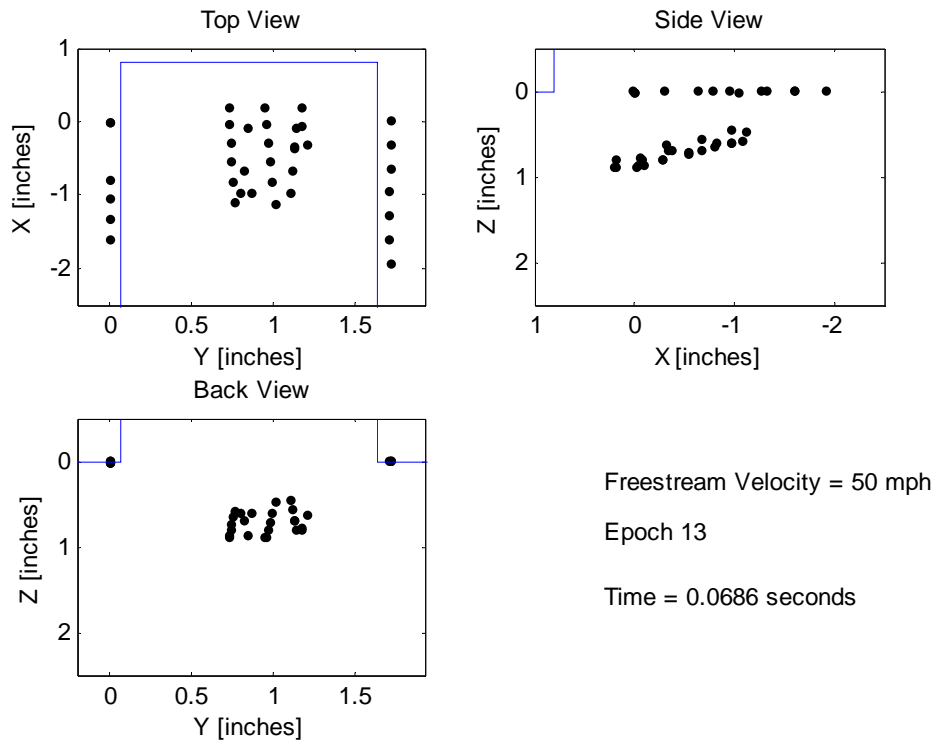 Top View
1
0
-1
-2
X [inches]
0
0.5
1
1.5
Y [inches]
Side View
0
1
2
Z [inches]
1
0
-1
-2
X [inches]
Back View
0
1
2
Z [inches]
0
0.5
1
1.5
Y [inches]
Freestream Velocity = 50 mph
Epoch 13
Time = 0.0686 seconds